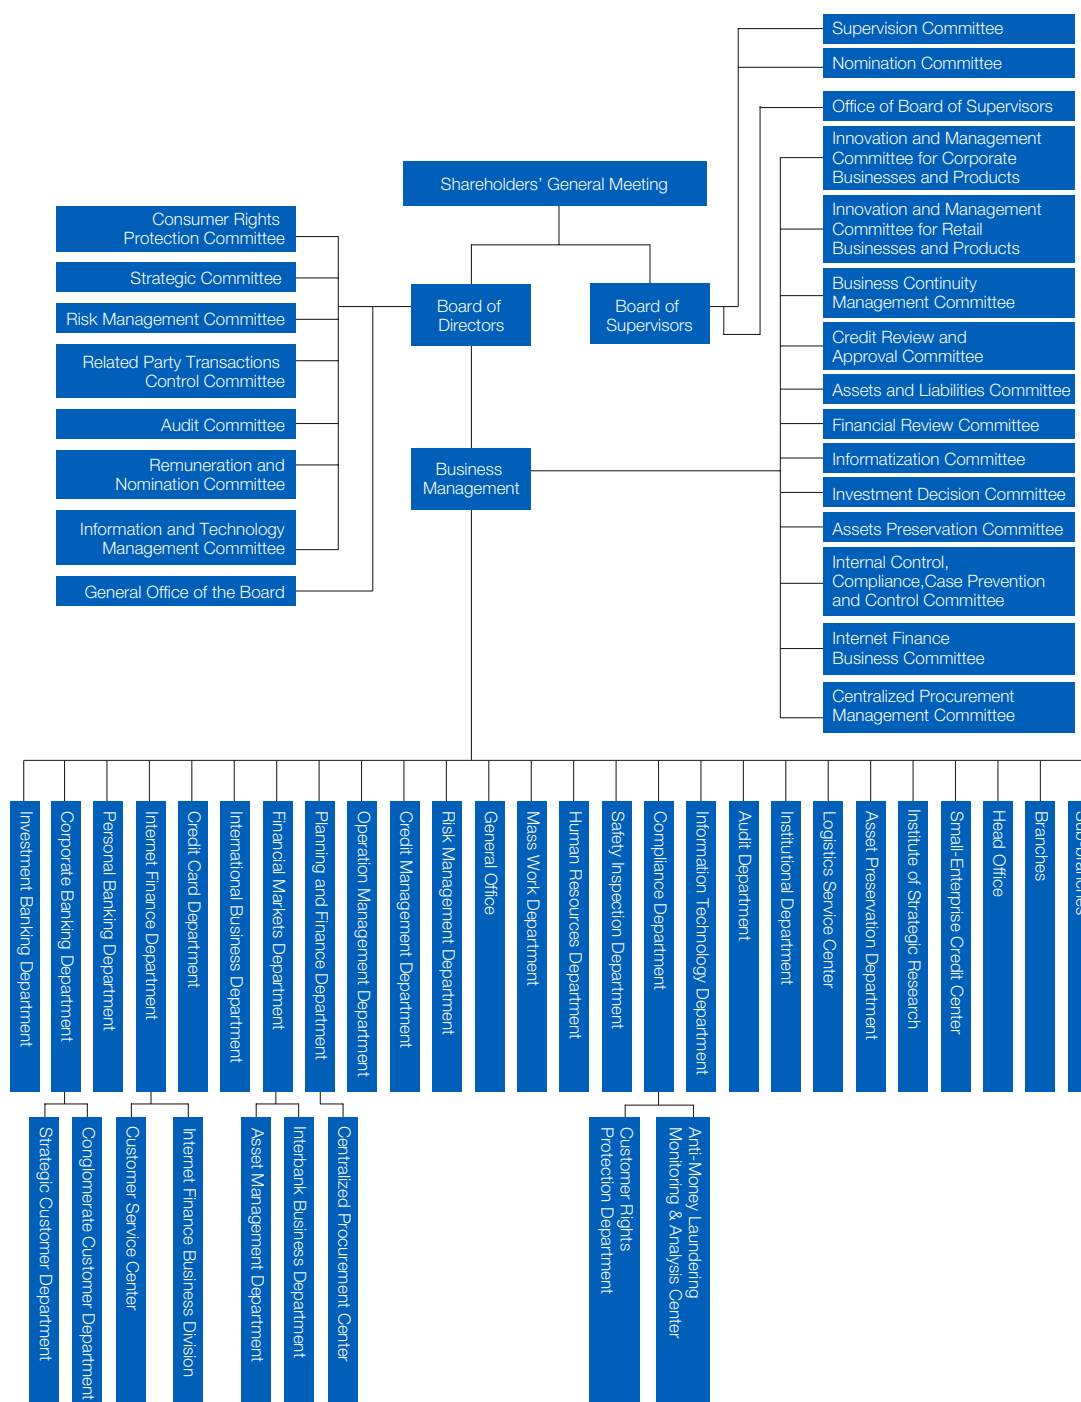 Supervision Committee
Nomination Committee
Office of Board of Supervisors
Innovation and Management
Committee for Corporate
Businesses and Products
Shareholders’ General Meeting
Innovation and Management
Committee for Retail
Businesses and Products
Consumer Rights
Protection Committee
Strategic Committee
Risk Management Committee
Related Party Transactions
Control Committee
Audit Committee
Remuneration and
Nomination Committee
Information and Technology
Management Committee
General Office of the Board
Board of
Directors
Board of
Supervisors
Business
Management
Business Continuity
Management Committee
Credit Review and
Approval Committee
Assets and Liabilities Committee
Financial Review Committee
Informatization Committee
Investment Decision Committee
Assets Preservation Committee
Internal Control,
Compliance,Case Prevention
and Control Committee
Internet Finance
Business Committee
Centralized Procurement
Management Committee
Investment Banking Department
Corporate Banking Department
Personal Banking Department
Internet Finance Department
Credit Card Department
International Business Department
Financial Markets Department
Planning and Finance Department
Operation Management Department
Credit Management Department
Risk Management Department
General Office
Mass Work Department
Human Resources Department
Safety Inspection Department
Compliance Department
Information Technology Department
Audit Department
Institutional Department
Logistics Service Center
Asset Preservation Department
Institute of Strategic Research
Small-Enterprise Credit Center
Head Office
Branches
Sub-branches
Strategic Customer Department
Conglomerate Customer Department
Customer Service Center
Internet Finance Business Division
Asset Management Department
Interbank Business Department
Centralized Procurement Center
Customer Rights
Protection Department
Anti-Money Laundering
Monitoring & Analysis Center